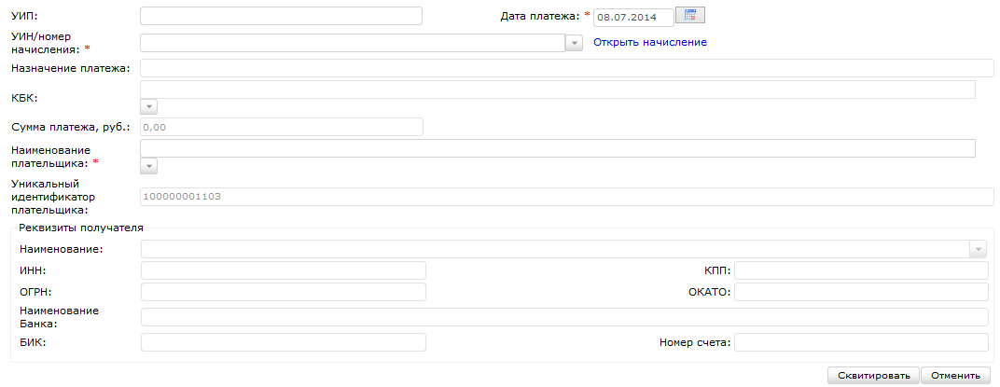 УИП:
Дата платежа: * 08.07.2014
УИН/номер
начисления: *
Открыть начисление
Назначение платежа:
КБК:
Сумма платежа, руб.: 0,00
Наименование
плательщика: *
Уникальный
идентификатор
плательщика:
100000001103
Реквизиты получателя
Наименование:
ИНН:
КПП:
ОГРН:
ОКАТО:
Наименование
Банка:
БИК:
Номер счета:
Сквитировать
Отменить